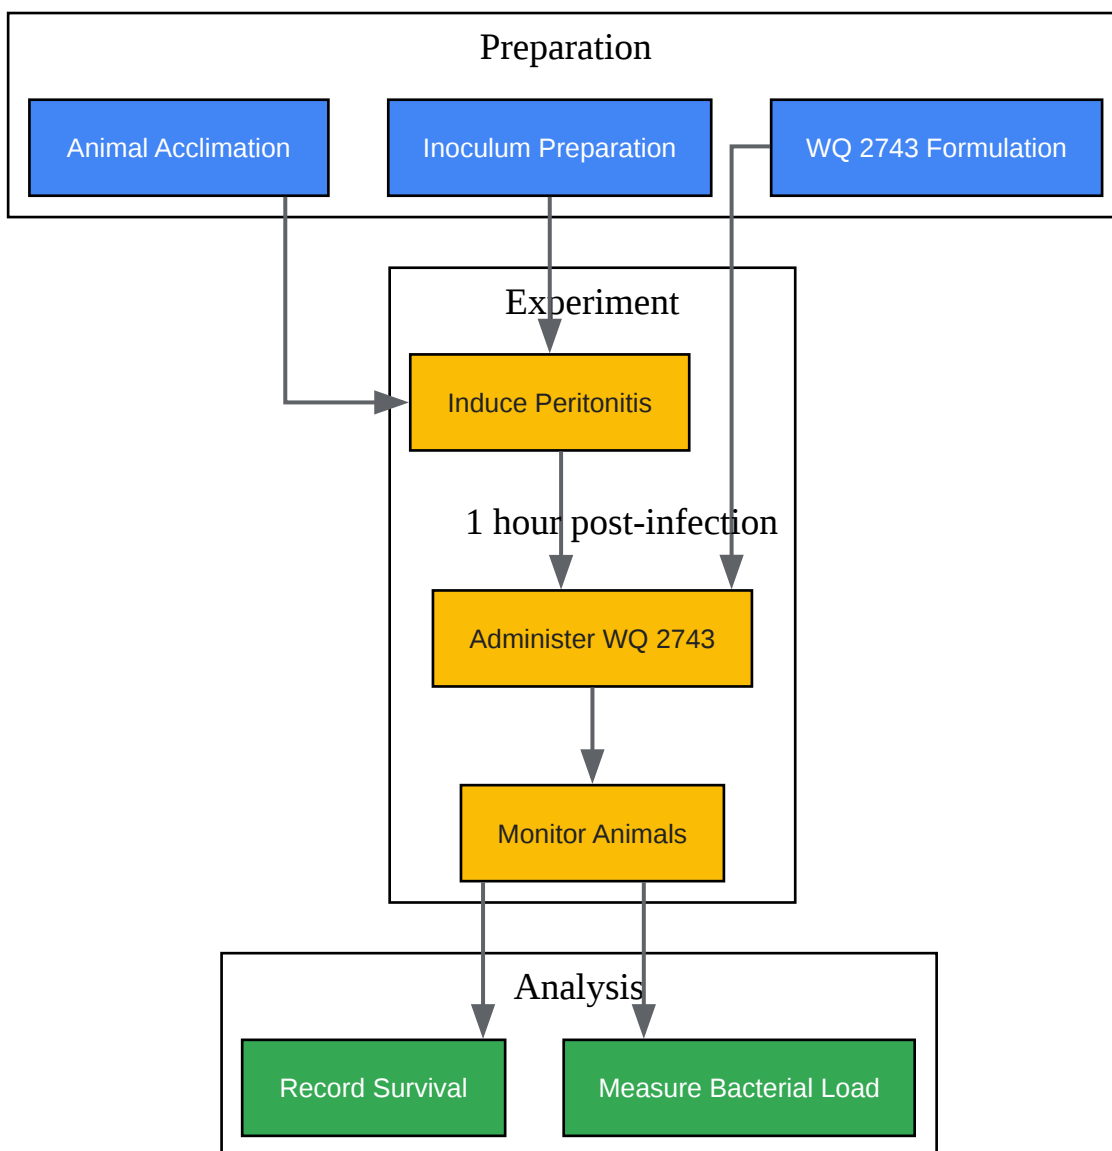 Preparation
Animal Acclimation
Inoculum Preparation
WQ 2743 Formulation
Experiment
Induce Peritonitis
1 hour post-infection
Administer WQ 2743
Monitor Animals
Analysis
Record Survival
Measure Bacterial Load